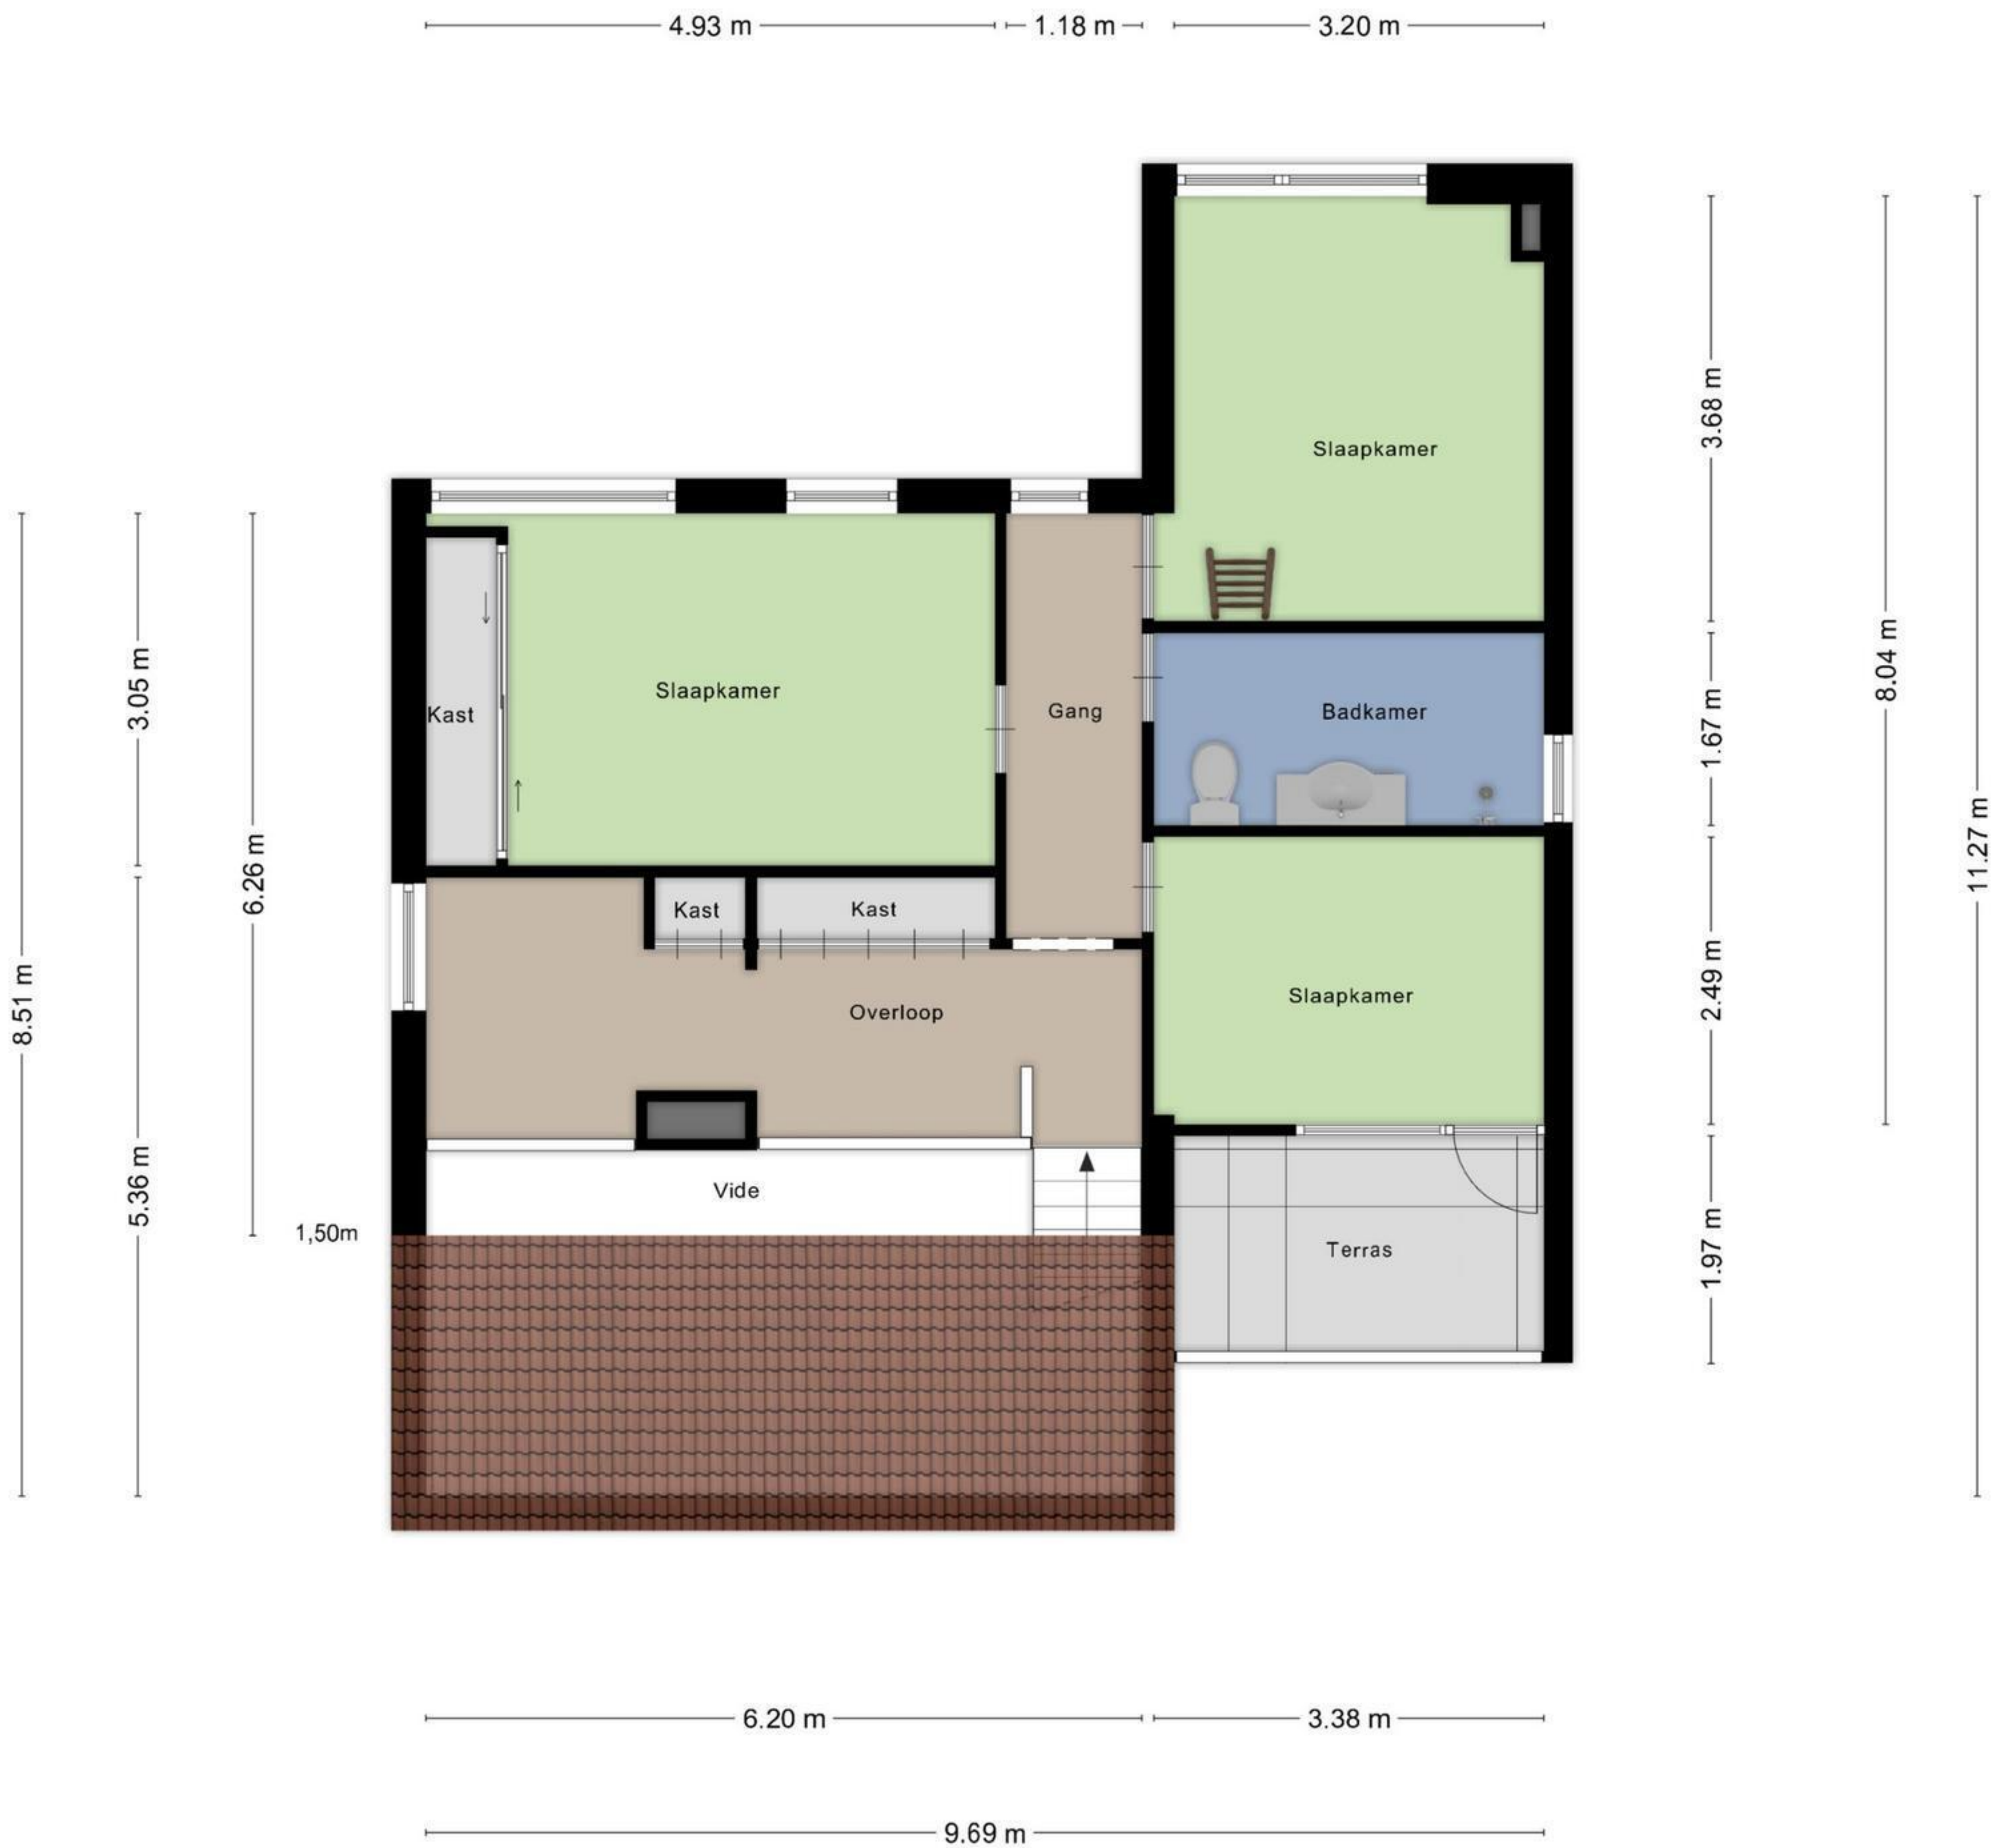 4.93 m
1.18 m
3.20 m
Slaapkamer
3.68 m
8.04 m
11.27 m
3.05 m
6.26 m
8.51 m
Kast
Slaapkamer
Gang
Badkamer
1.67 m
Kast
Kast
Overloop
Slaapkamer
2.49 m
5.36 m
Vide
1,50m
Terras
1.97 m
6.20 m
3.38 m
9.69 m